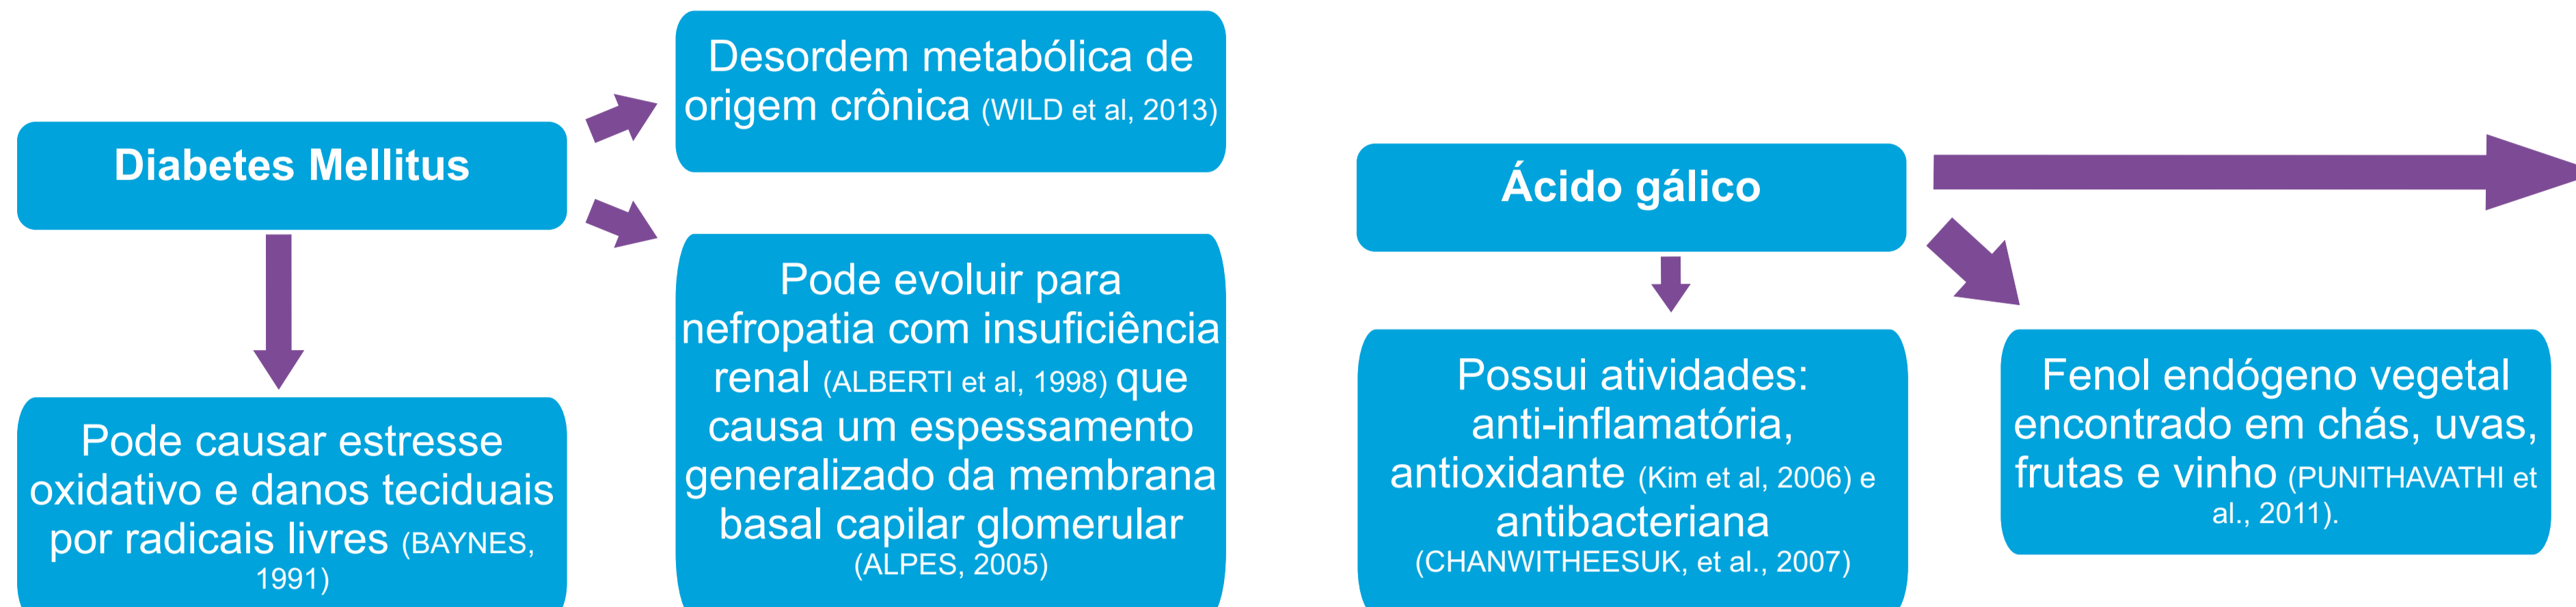 Diabetes Mellitus
Desordem metabólica de
origem crônica (WILD et al, 2013)
Pode evoluir para
nefropatia com insuficiência
renal (ALBERTI et al, 1998) que
causa um espessamento
generalizado da membrana
basal capilar glomerular
(ALPES, 2005)
Pode causar estresse
oxidativo e danos teciduais
por radicais livres (BAYNES,
1991)
Ácido gálico
Possui atividades:
anti-inflamatória,
antioxidante (Kim et al, 2006) e
antibacteriana
(CHANWITHEESUK, et al., 2007)
Fenol endógeno vegetal
encontrado em chás, uvas,
frutas e vinho (PUNITHAVATHI et
al., 2011).